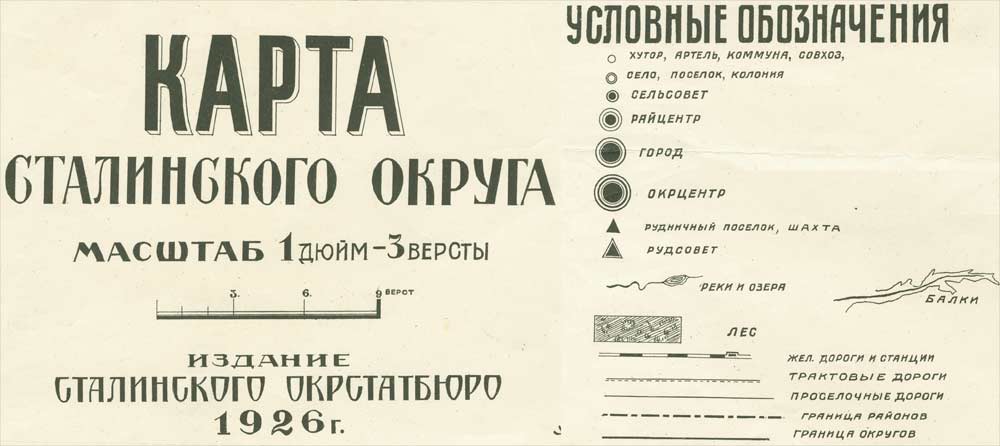 КАРТА
СТАЛИНСКОГО ОКРУГА
МАСШТАБ 1 ДЮЙМ – 3 ВЕРСТЫ
3. 6. 9 ВЕРСТ
ИЗДАНИЕ
СТАЛИНСКОГО ОКРСТАТБЮРО
1926 г.
УСЛОВНЫЕ ОБОЗНАЧЕНИЯ
ХУТОР, АРТЕЛЬ, КОММУНА, СОВХОЗ,
СЕЛО, ПОСЕЛОК, КОЛОНИЯ
СЕЛЬСОВЕТ
РАЙЦЕНТР
ГОРОД
ОКРЦЕНТР
РУДНИЧНЫЙ ПОСЕЛОК, ШАХТА
РУДСОВЕТ
РЕКИ И ОЗЕРА
БАЛКИ
ЛЕС
ЖЕЛ. ДОРОГИ И СТАНЦИИ
ТРАКТОВЫЕ ДОРОГИ
ПРОСЕЛОЧНЫЕ ДОРОГИ
ГРАНИЦА РАЙОНОВ
ГРАНИЦА ОКРУГОВ